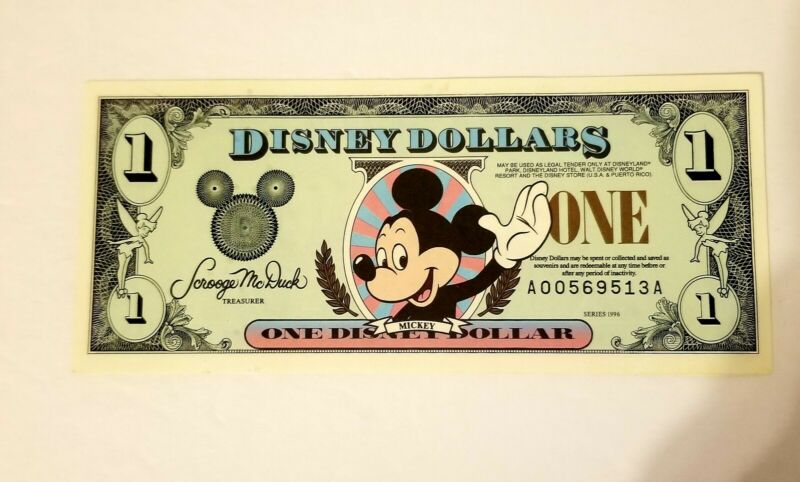 1
DISNEY DOLLARS
1
MAY BE USED AS LEGAL TENDER ONLY AT DISNEYLAND®
PARK, DISNEYLAND HOTEL, WALT DISNEY WORLD®
RESORT AND THE DISNEY STORE (U.S.A. & PUERTO RICO).
ONE
Disney Dollars may be spent or collected and saved as
souvenirs and are redeemable at any time before or
after any period of inactivity.
A00569513A
Scrooge McDuck
TREASURER
SERIES 1996
1
MICKEY
ONE DISNEY DOLLAR
1